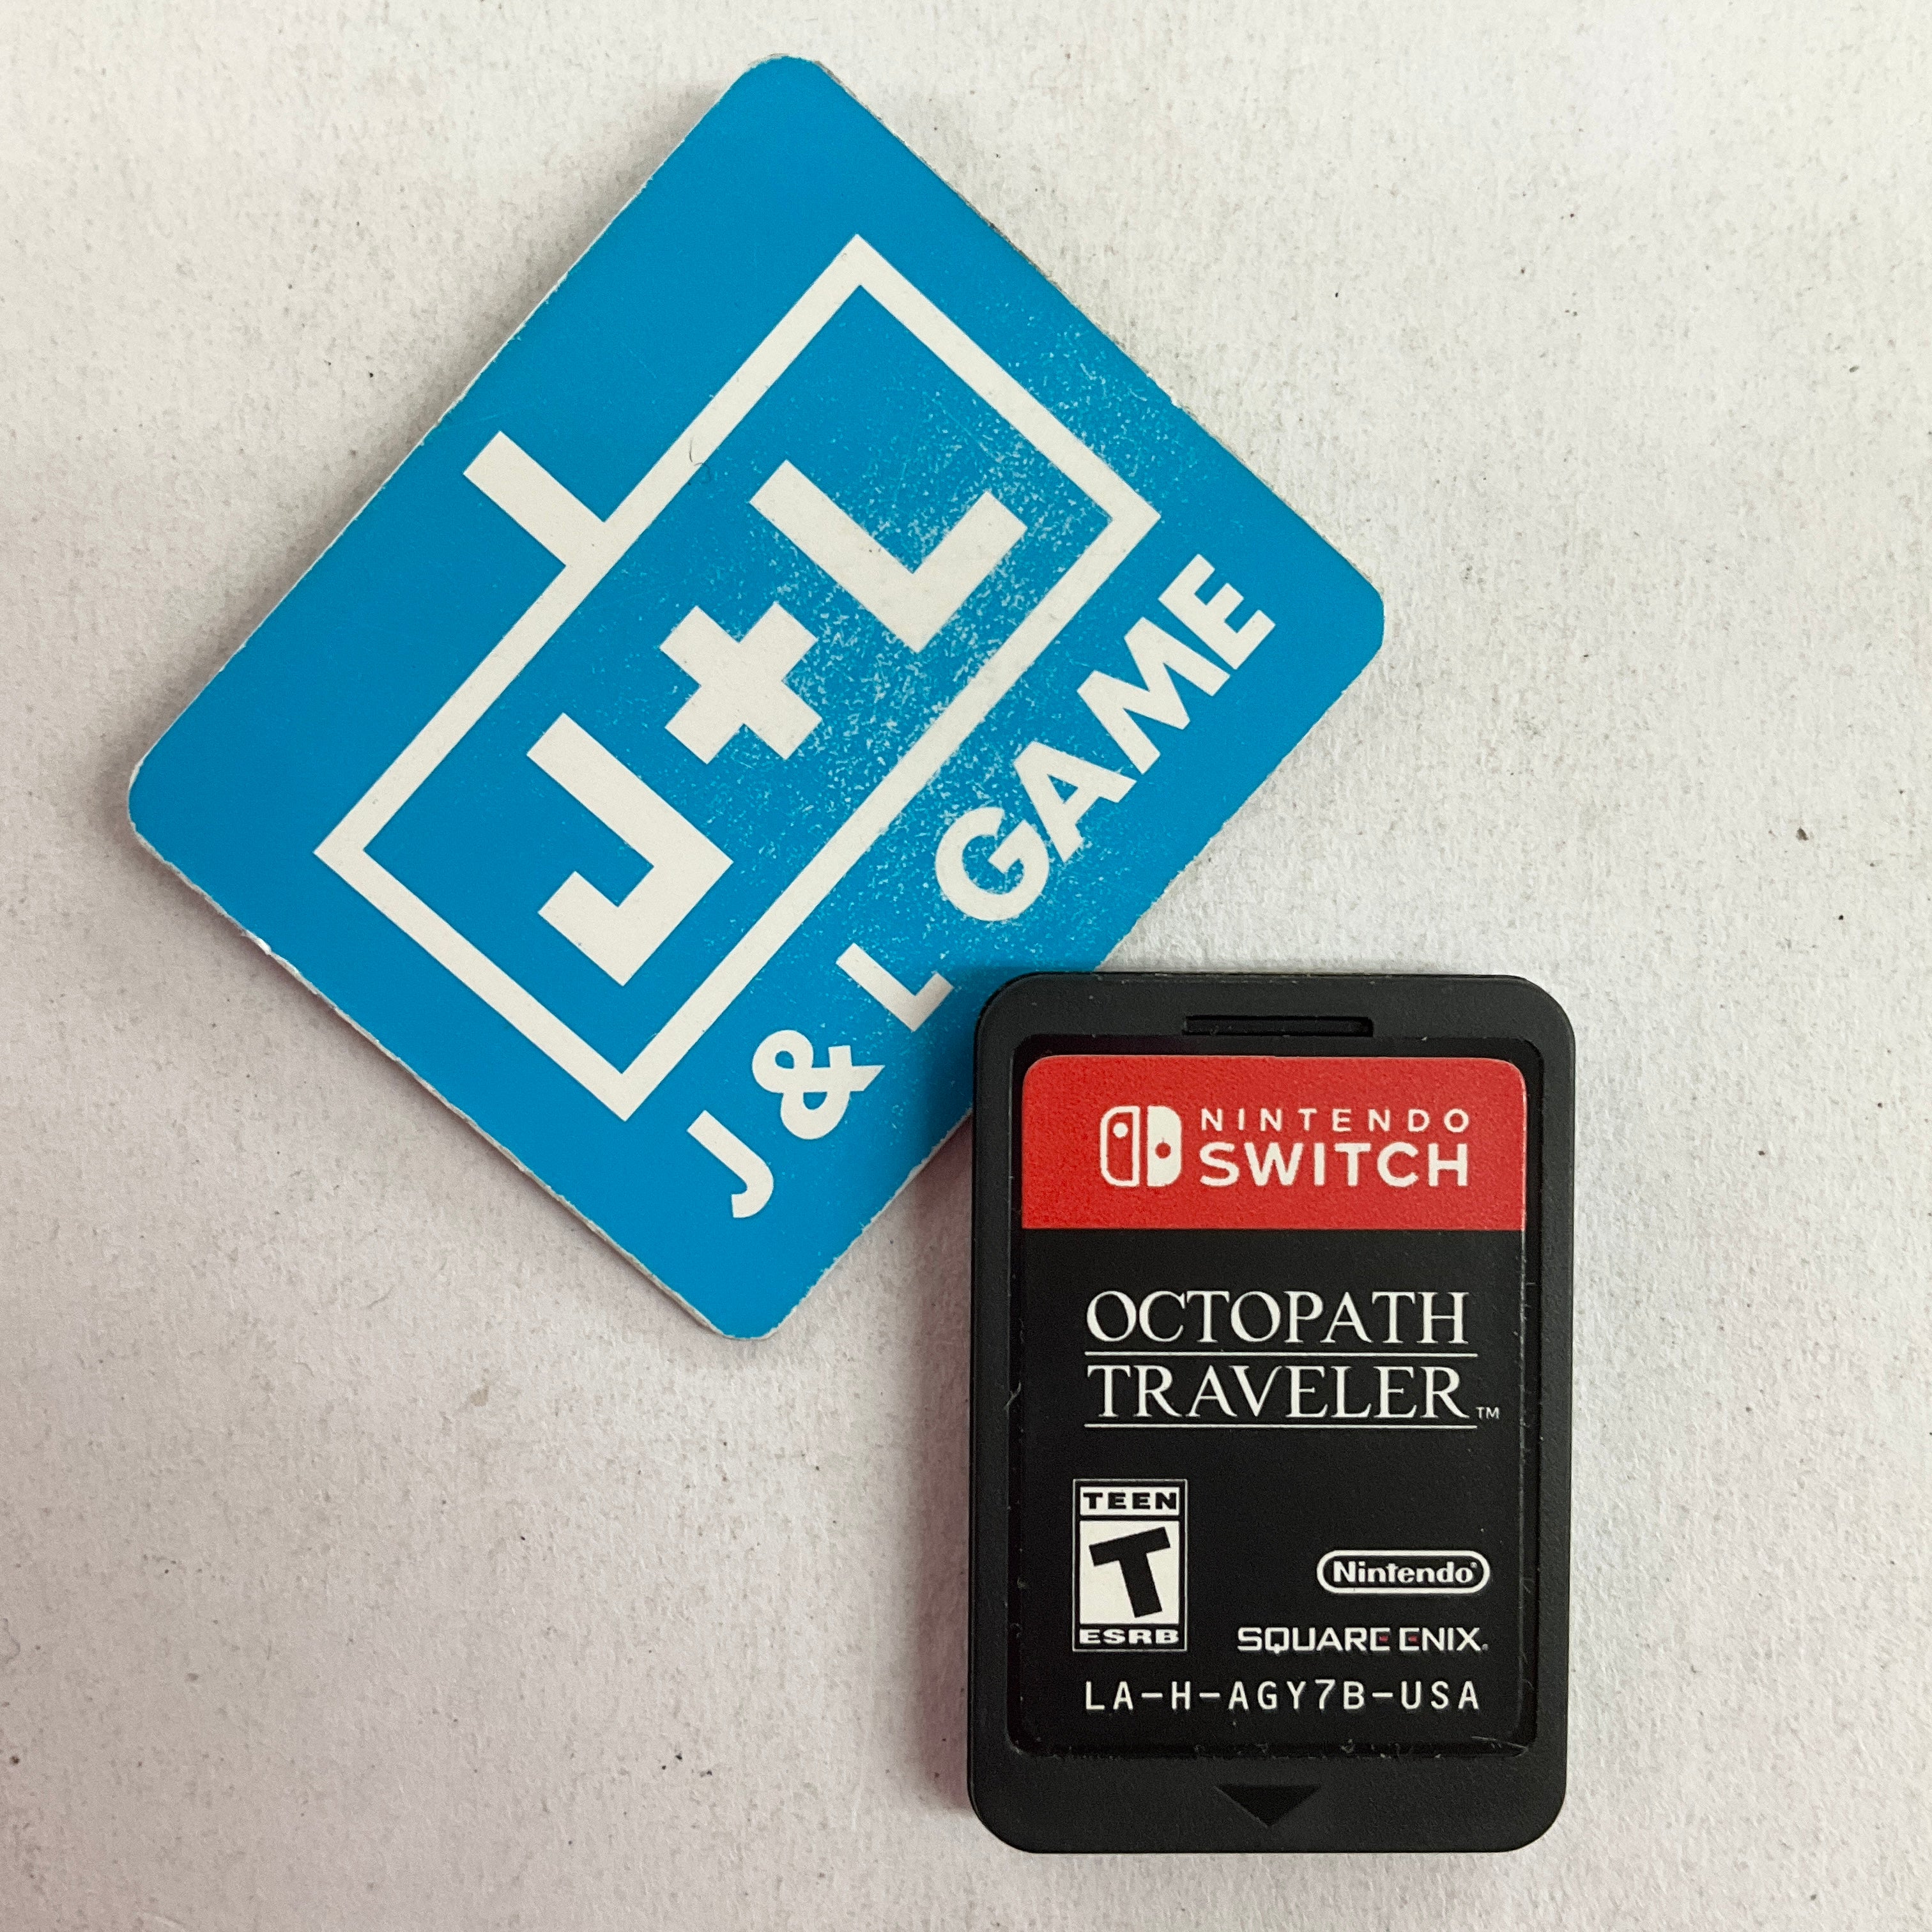 J+L
J & L GAME
NINTENDO
SWITCH
OCTOPATH
TRAVELER™
TEEN
T
ESRB
Nintendo®
SQUARE ENIX®
LA-H-AGY7B-USA